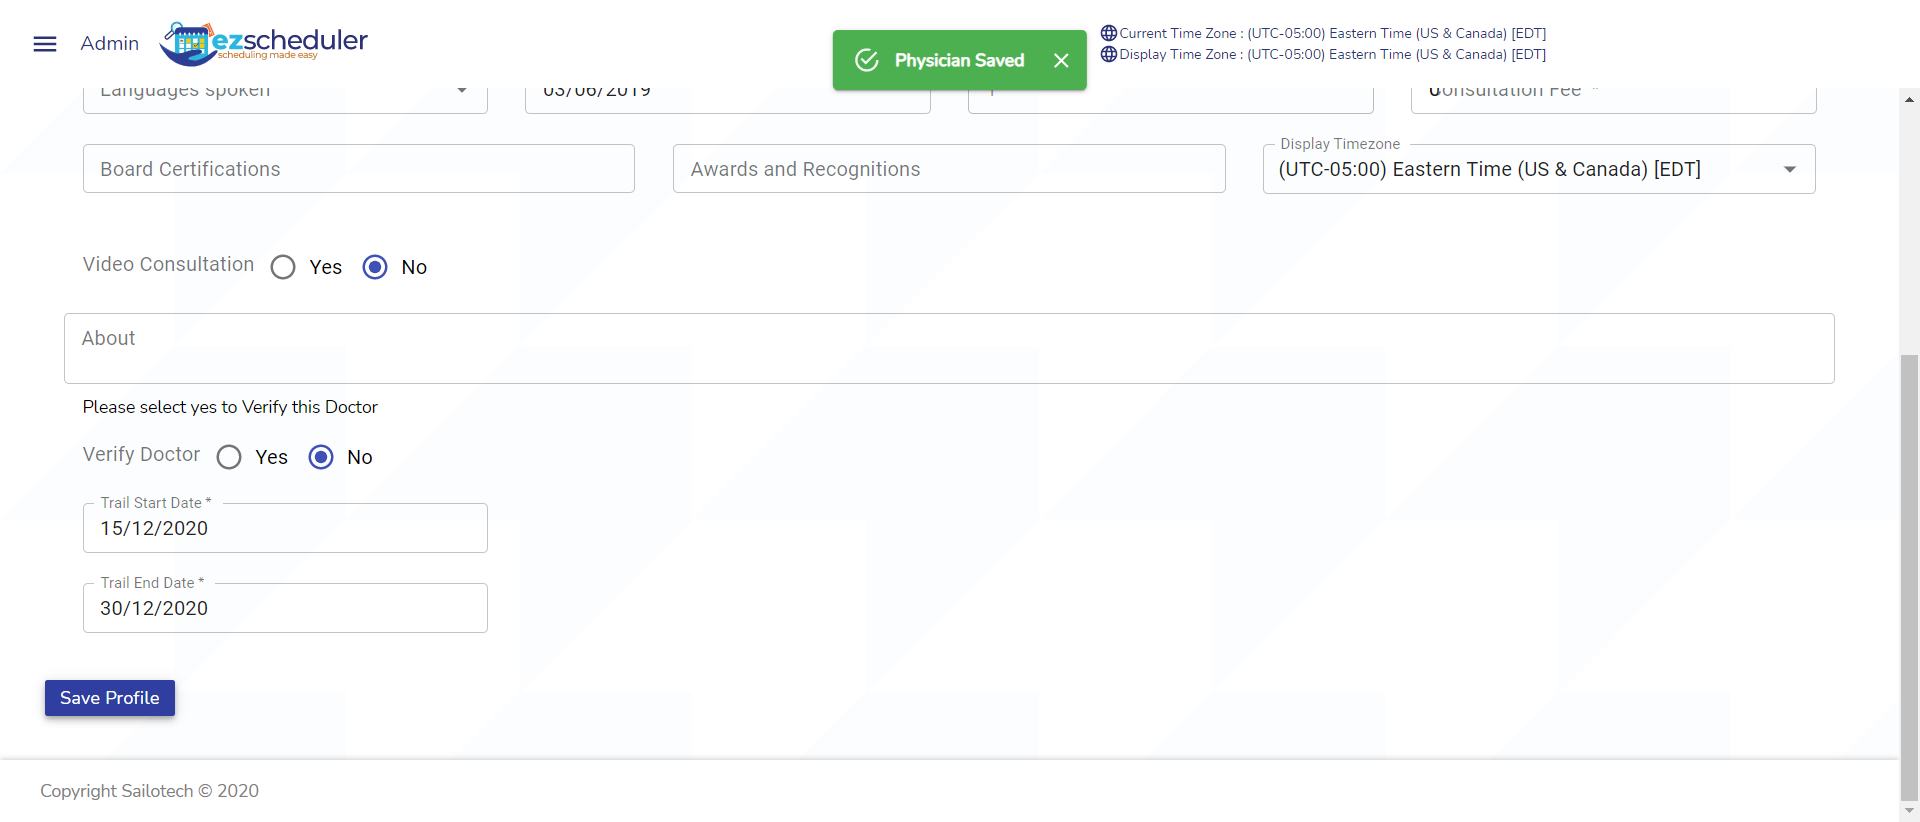 Admin
ezscheduler
scheduling made easy
Physician Saved
Current Time Zone : (UTC-05:00) Eastern Time (US & Canada) [EDT]
Display Time Zone : (UTC-05:00) Eastern Time (US & Canada) [EDT]
Languages spoken
03/06/2019
Consultation Fee *
Board Certifications
Awards and Recognitions
Display Timezone
(UTC-05:00) Eastern Time (US & Canada) [EDT]
Video Consultation Yes No
About
Please select yes to Verify this Doctor
Verify Doctor Yes No
Trail Start Date *
15/12/2020
Trail End Date *
30/12/2020
Save Profile
Copyright Sailotech © 2020